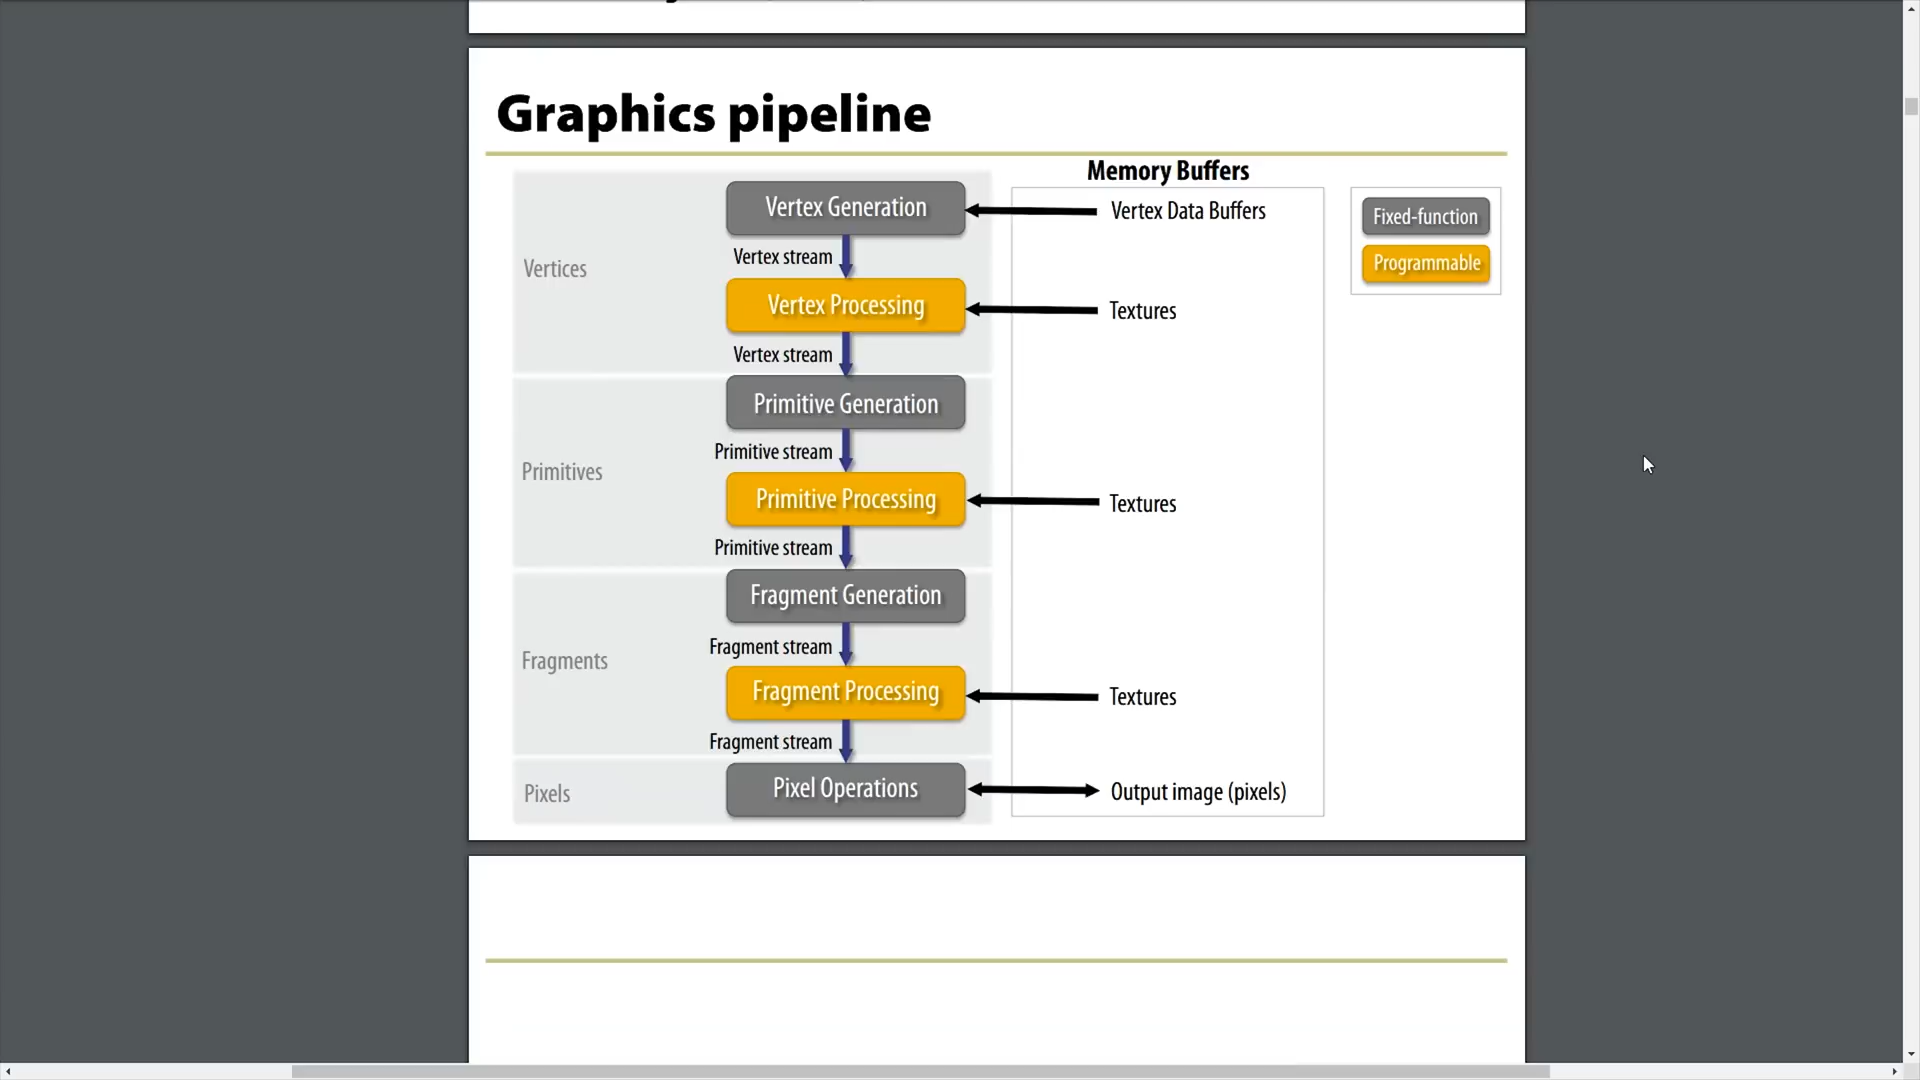 Graphics pipeline
Memory Buffers
Vertex Generation
Vertex Data Buffers
Fixed-function
Vertex stream
Programmable
Vertices
Vertex Processing
Textures
Vertex stream
Primitive Generation
Primitive stream
Primitives
Primitive Processing
Textures
Primitive stream
Fragment Generation
Fragment stream
Fragments
Fragment Processing
Textures
Fragment stream
Pixels
Pixel Operations
Output image (pixels)